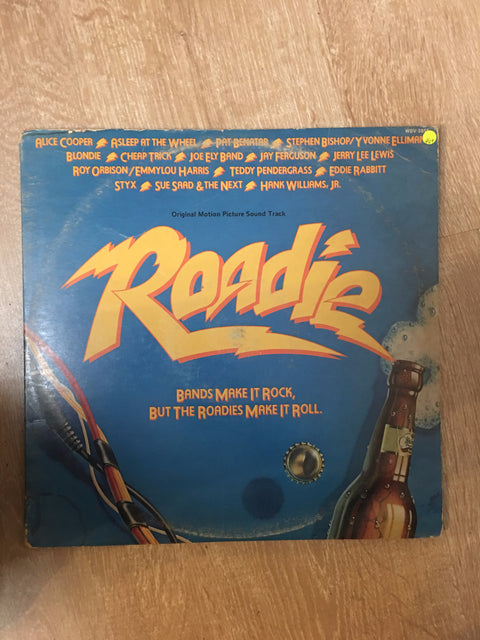 ALICE COOPER ASLEEP AT THE WHEEL PAT BENATAR STEPHEN BISHOP/YVONNE ELLIMAN
BLONDIE CHEAP TRICK JOE ELY BAND JAY FERGUSON JERRY LEE LEWIS
ROY ORBISON/EMMYLOU HARRIS TEDDY PENDERGRASS EDDIE RABBITT
STYX SUE SAAD & THE NEXT HANK WILLIAMS, JR.
Original Motion Picture Sound Track
Roadie
BANDS MAKE IT ROCK,
BUT THE ROADIES MAKE IT ROLL.